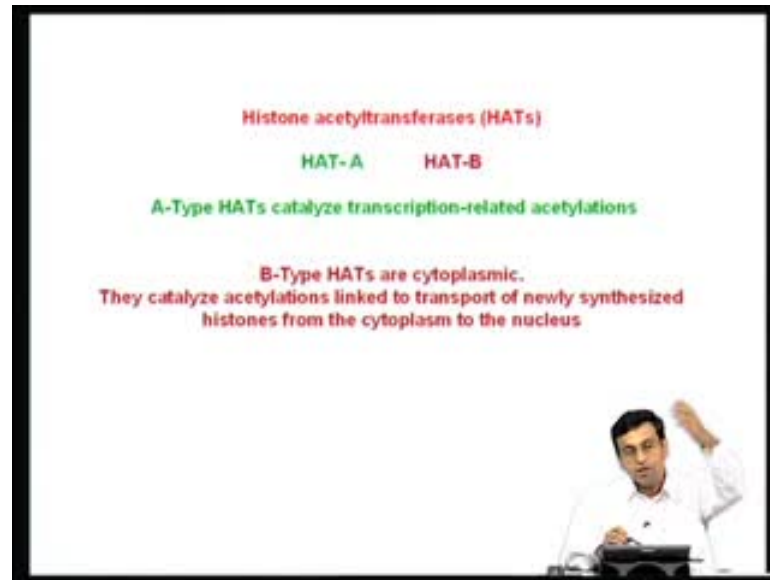 Histone acetyltransferases (HATs)
HAT- A HAT-B
A-Type HATs catalyze transcription-related acetylations
B-Type HATs are cytoplasmic.
They catalyze acetylations linked to transport of newly synthesized
histones from the cytoplasm to the nucleus